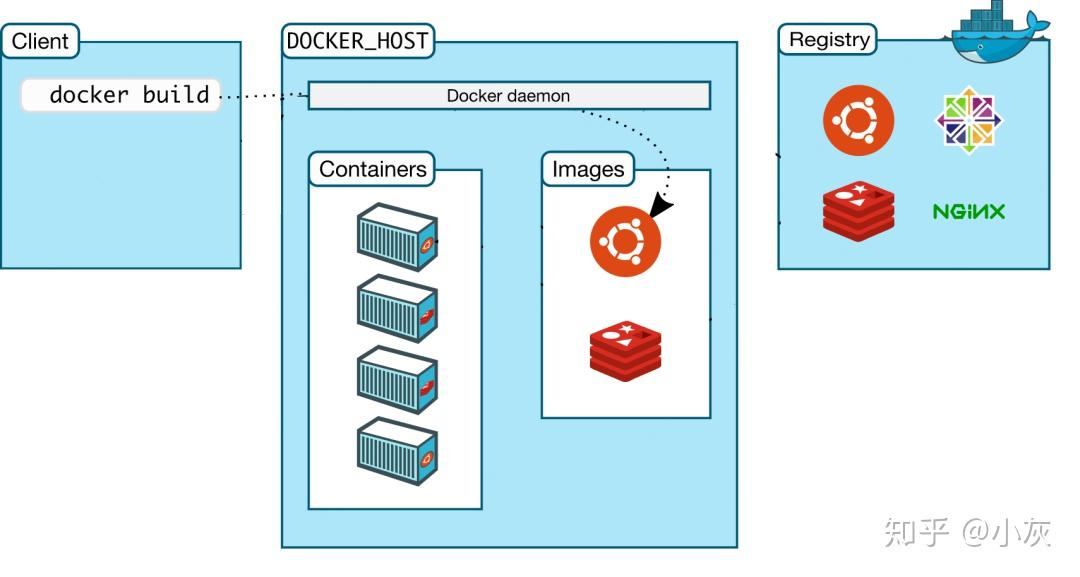 Client
docker build
DOCKER_HOST
Docker daemon
Containers
Images
Registry
NGiNX
知乎 @小灰